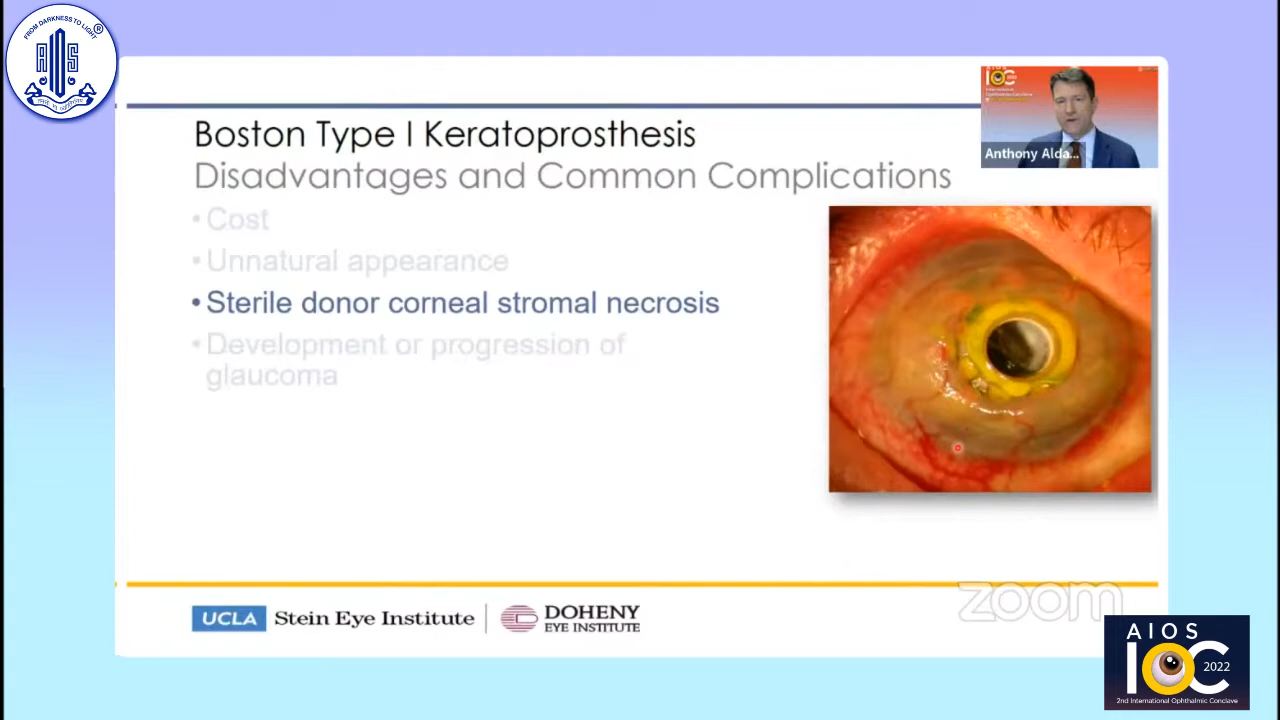 FROM DARKNESS TO LIGHT
®
AIOS
AIOS
IOC
Anthony Alda...
Boston Type I Keratoprosthesis
Disadvantages and Common Complications
• Cost
• Unnatural appearance
• Sterile donor corneal stromal necrosis
• Development or progression of
glaucoma
UCLA Stein Eye Institute
DOHENY
EYE INSTITUTE
zoom
AIOS
IOC 2022
2nd International Ophthalmic Conclave